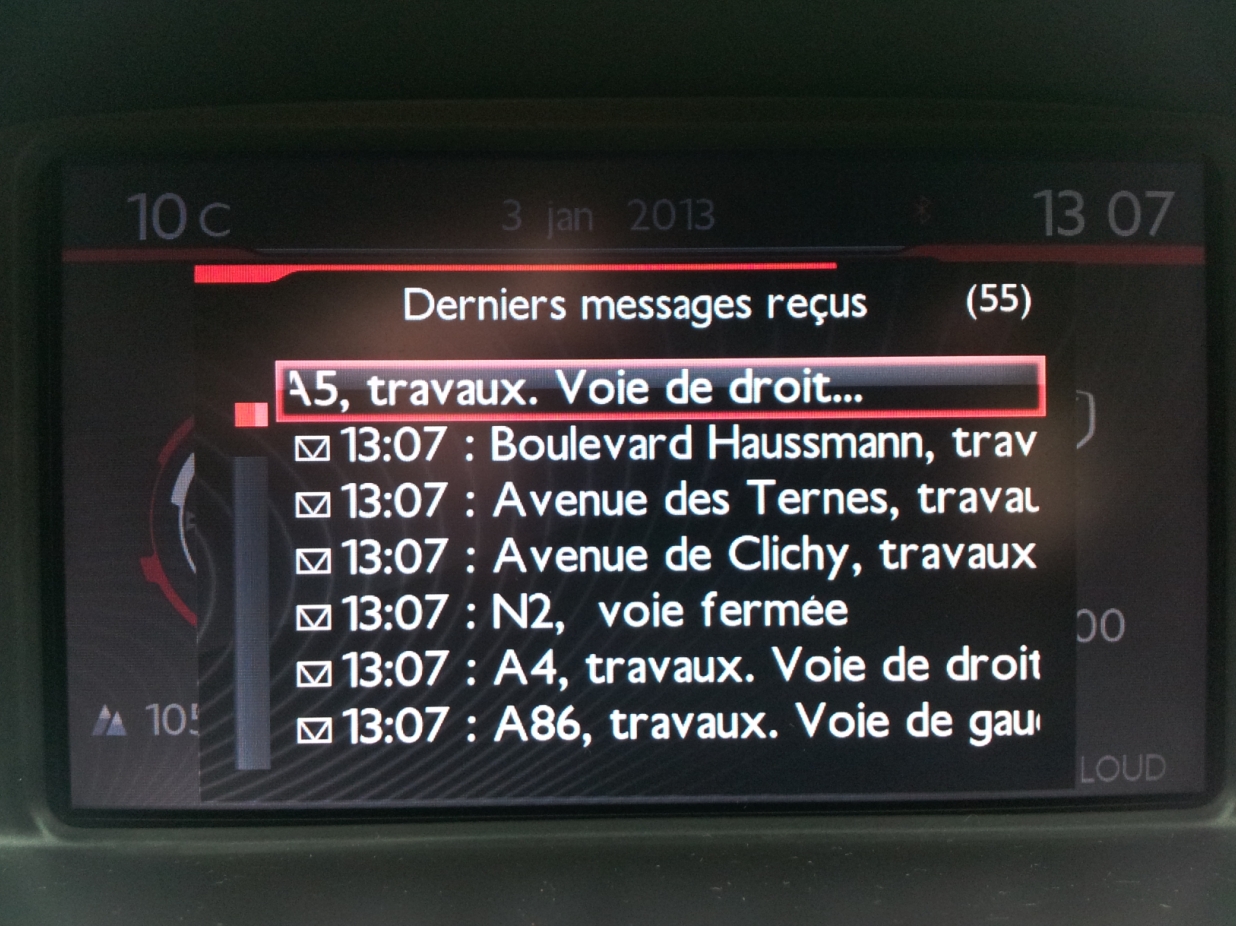 10 C 3 jan 2013 13 07
Derniers messages reçus (55)
A5, travaux. Voie de droit...
13:07 : Boulevard Haussmann, trav
13:07 : Avenue des Ternes, travau
13:07 : Avenue de Clichy, travaux
13:07 : N2, voie fermée
00
13:07 : A4, travaux. Voie de droit
105 13:07 : A86, travaux. Voie de gau
LOUD